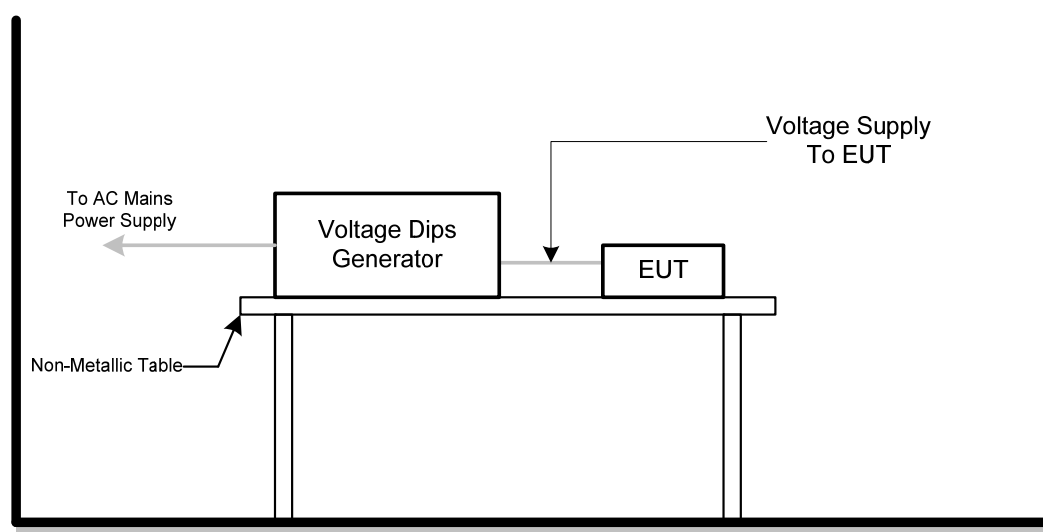 Voltage Supply
To EUT
To AC Mains
Power Supply
Voltage Dips
Generator
EUT
Non-Metallic Table